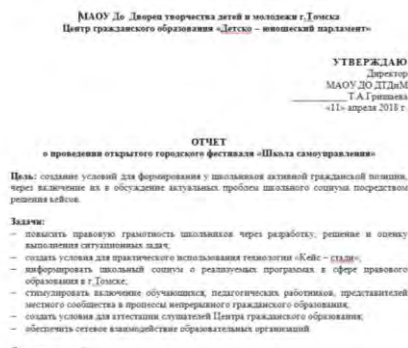 МАОУ До Дворец творчества детей и молодежи г.Томска
Центр гражданского образования «Детско – юношеский парламент»
УТВЕРЖДАЮ
Директор
МАОУ ДО ДТДиМ
Т.А.Гришаева
«11» апреля 2018 г.
ОТЧЕТ
о проведении открытого городского фестиваля «Школа самоуправления»
Цель: создание условий для формирования у школьников активной гражданской позиции,
через включение их в обсуждение актуальных проблем школьного социума посредством
решения кейсов.
Задачи:
– повысить правовую грамотность школьников через разработку, решение и оценку
выполнения ситуационных задач;
– создать условия для практического использования технологии «Кейс – стади»;
– информировать школьный социум о реализуемых программах в сфере правового
образования в г.Томске;
– стимулировать включение обучающихся, педагогических работников, представителей
местного сообщества в процессы непрерывного гражданского образования;
– создать условия для аттестации слушателей Центра гражданского образования;
– обеспечить сетевое взаимодействие образовательных организаций